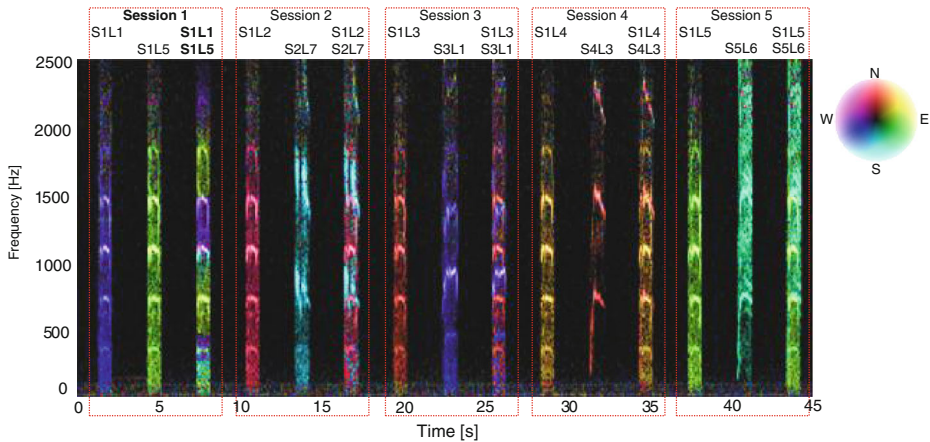 Session 1 Session 2 Session 3 Session 4 Session 5
S1L1 S1L1 S1L2 S1L2 S1L3 S1L3 S1L4 S1L4 S1L5 S1L5
S1L5 S1L5 S2L7 S2L7 S3L1 S3L1 S4L3 S4L3 S5L6 S5L6
2500
2000
1500
1000
500
0
Frequency [Hz]
0 5 10 15 20 25 30 35 40 45
Time [s]
N
W E
S